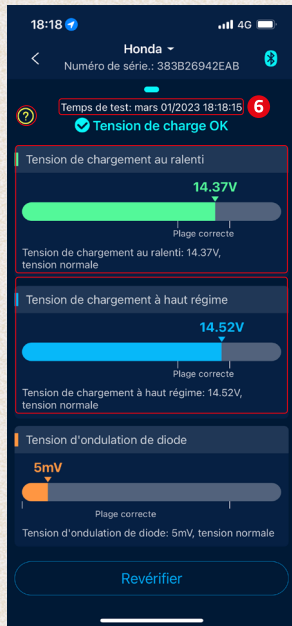 18:18
4G
Honda
Numéro de série.: 383B26942EAB
Temps de test: mars 01/2023 18:18:15
6
?
Tension de charge OK
Tension de chargement au ralenti
14.37V
Plage correcte
Tension de chargement au ralenti: 14.37V,
tension normale
Tension de chargement à haut régime
14.52V
Plage correcte
Tension de chargement à haut régime: 14.52V,
tension normale
Tension d'ondulation de diode
5mV
Plage correcte
Tension d'ondulation de diode: 5mV, tension normale
Revérifier